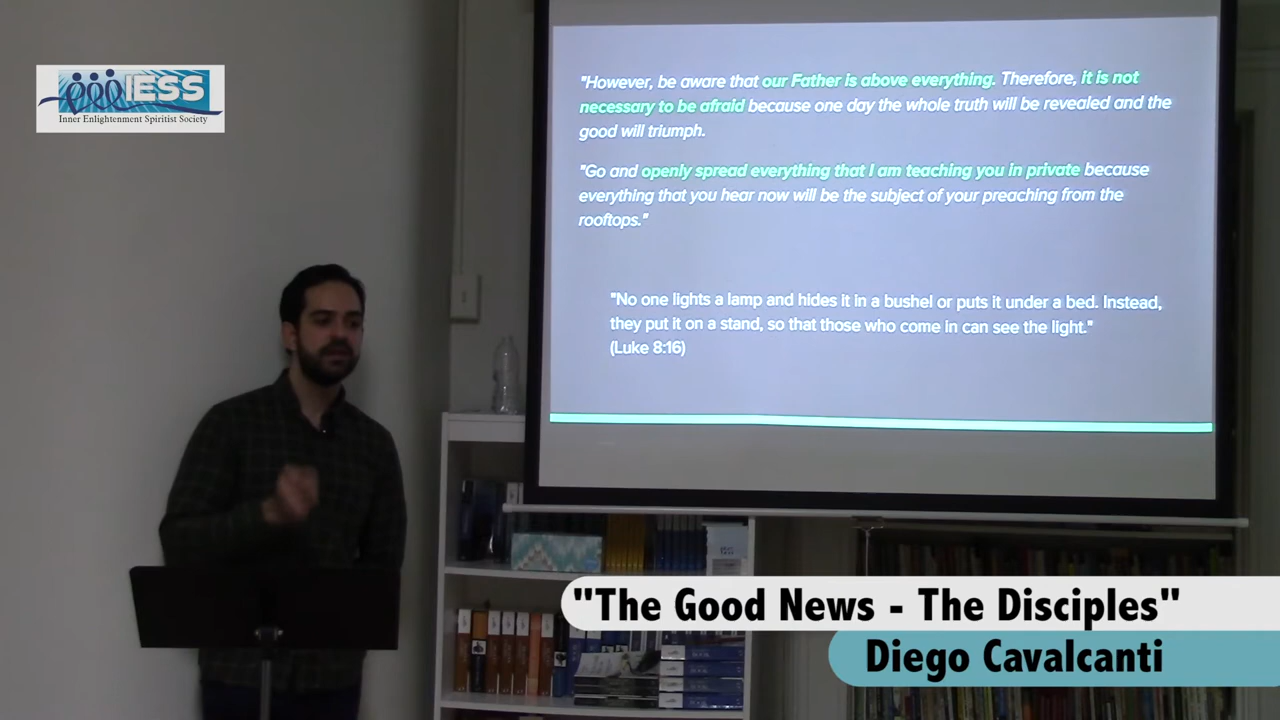 IESS
Inner Enlightenment Spiritist Society
"However, be aware that our Father is above everything. Therefore, it is not
necessary to be afraid because one day the whole truth will be revealed and the
good will triumph.
"Go and openly spread everything that I am teaching you in private because
everything that you hear now will be the subject of your preaching from the
rooftops."
"No one lights a lamp and hides it in a bushel or puts it under a bed. Instead,
they put it on a stand, so that those who come in can see the light."
(Luke 8:16)
"The Good News - The Disciples"
Diego Cavalcanti